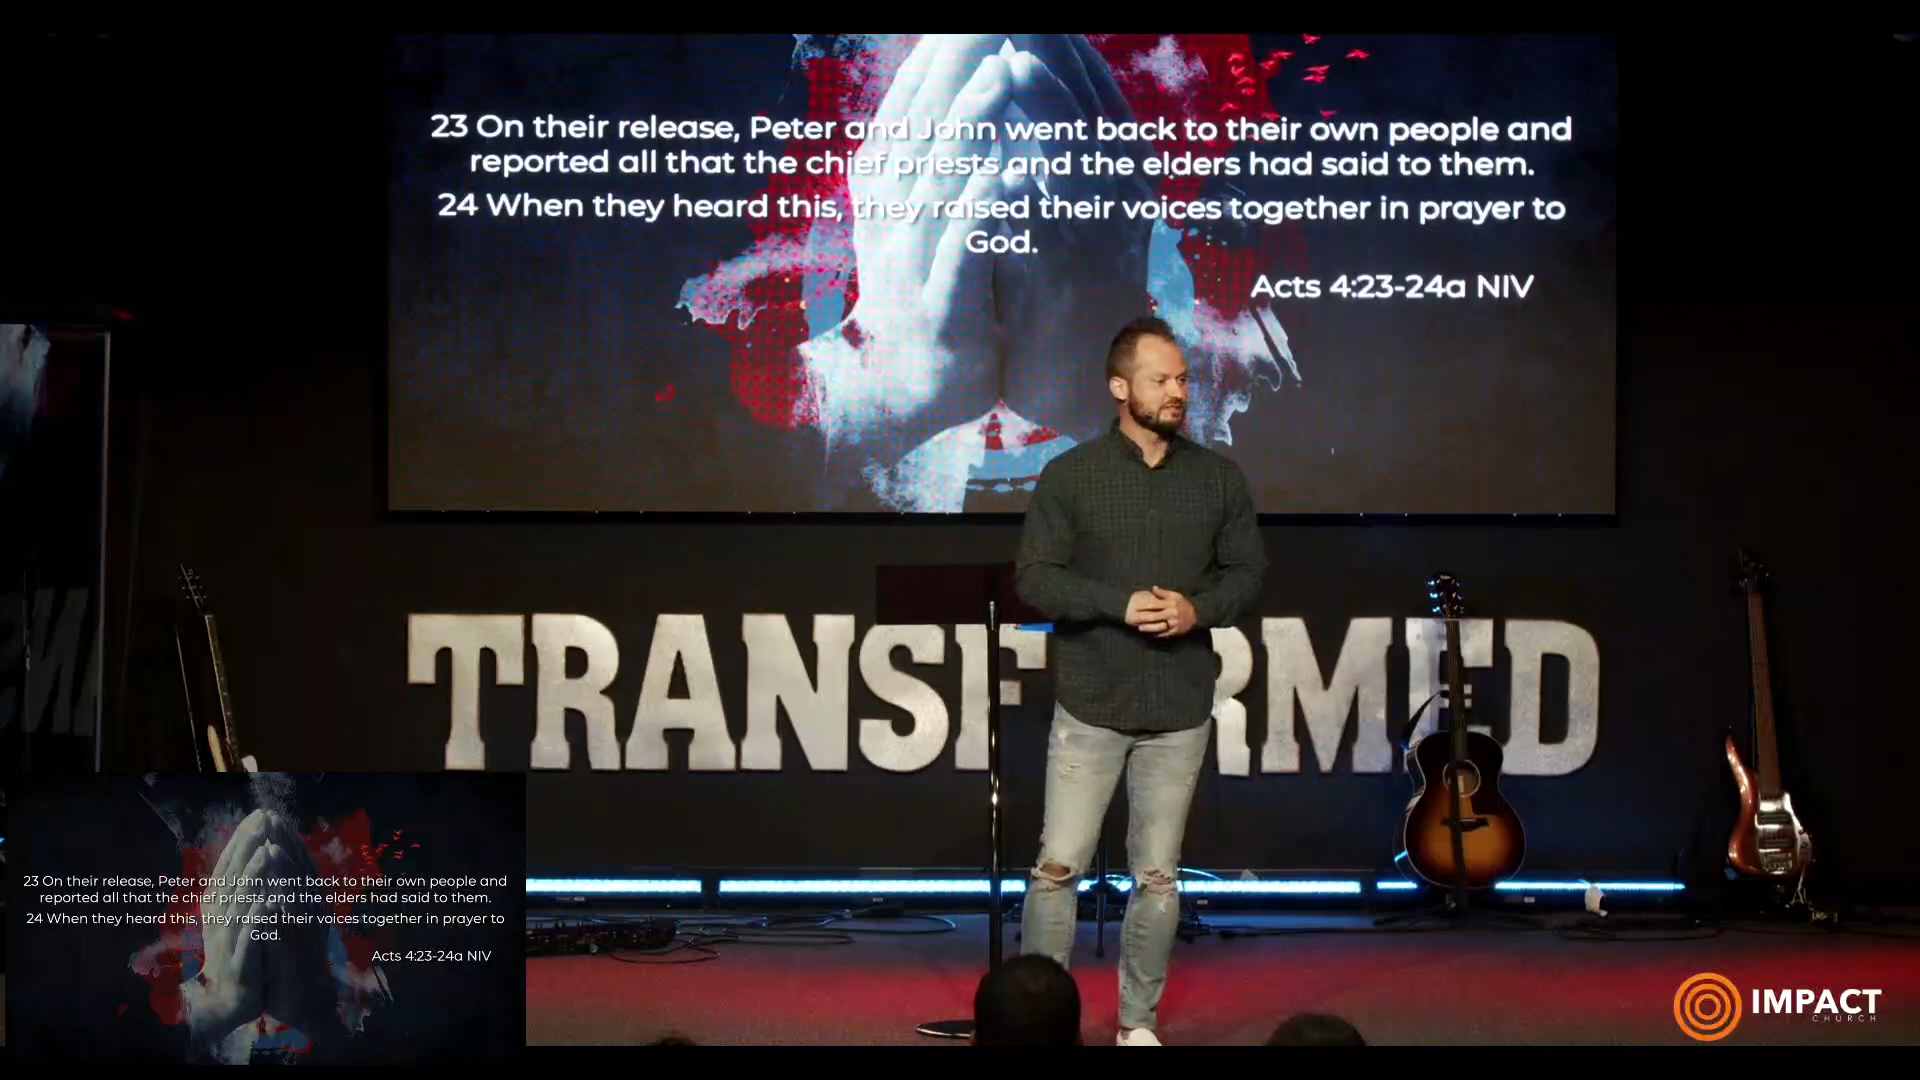 23 On their release, Peter and John went back to their own people and
reported all that the chief priests and the elders had said to them.
24 When they heard this, they raised their voices together in prayer to
God.
Acts 4:23-24a NIV
TRANSF RMED
23 On their release, Peter and John went back to their own people and
reported all that the chief priests and the elders had said to them.
24 When they heard this, they raised their voices together in prayer to
God.
Acts 4:23-24a NIV
IMPACT
CHURCH